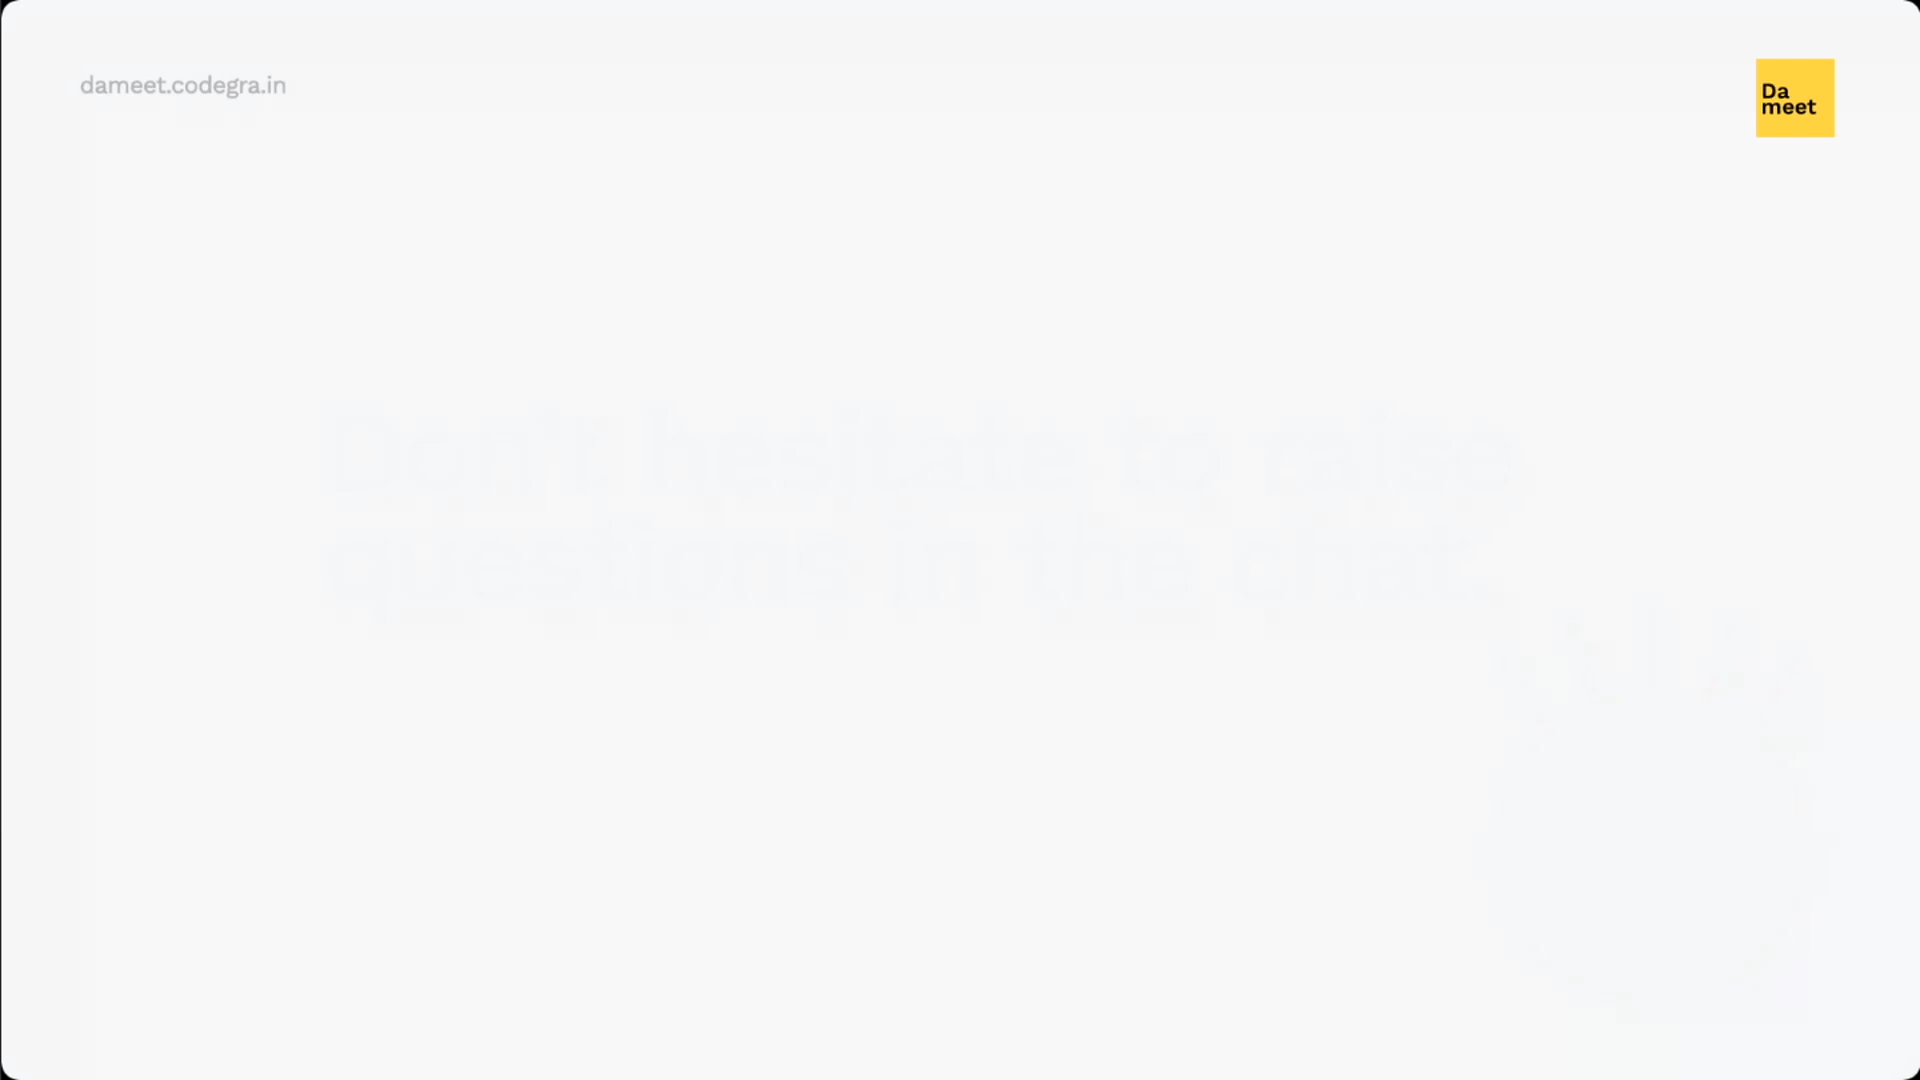 dameet.codegra.in
Da
meet
Don't hesitate to raise
questions in the chat.